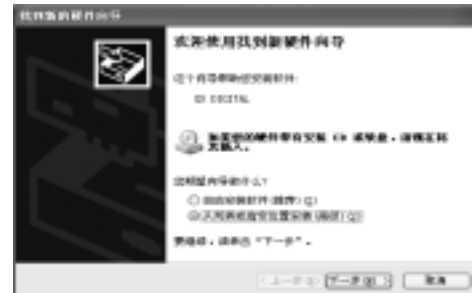 找到新的硬件向导
欢迎使用找到新硬件向导
这个向导帮助您安装软件:
DIGITAL
如果您的硬件带有安装 CD 或软盘，请现在将
其插入。
您期望向导做什么?
自动安装软件(推荐)(I)
从列表或指定位置安装(高级)(S)
要继续，请单击“下一步”。
<上一步(B) 下一步(N)> 取消